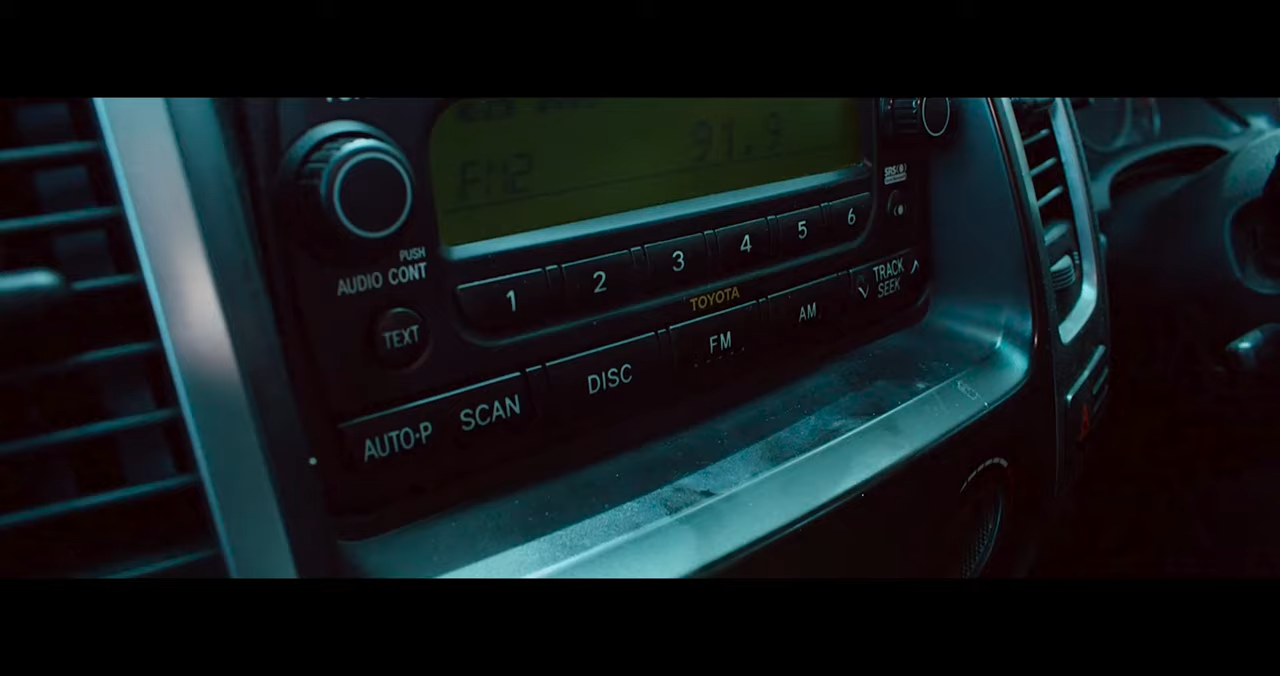 91.9
FM2
SRS(●)
PUSH
AUDIO CONT
1 2 3 4 5 6
TOYOTA
TEXT
TRACK
SEEK
AUTO·P SCAN DISC FM AM